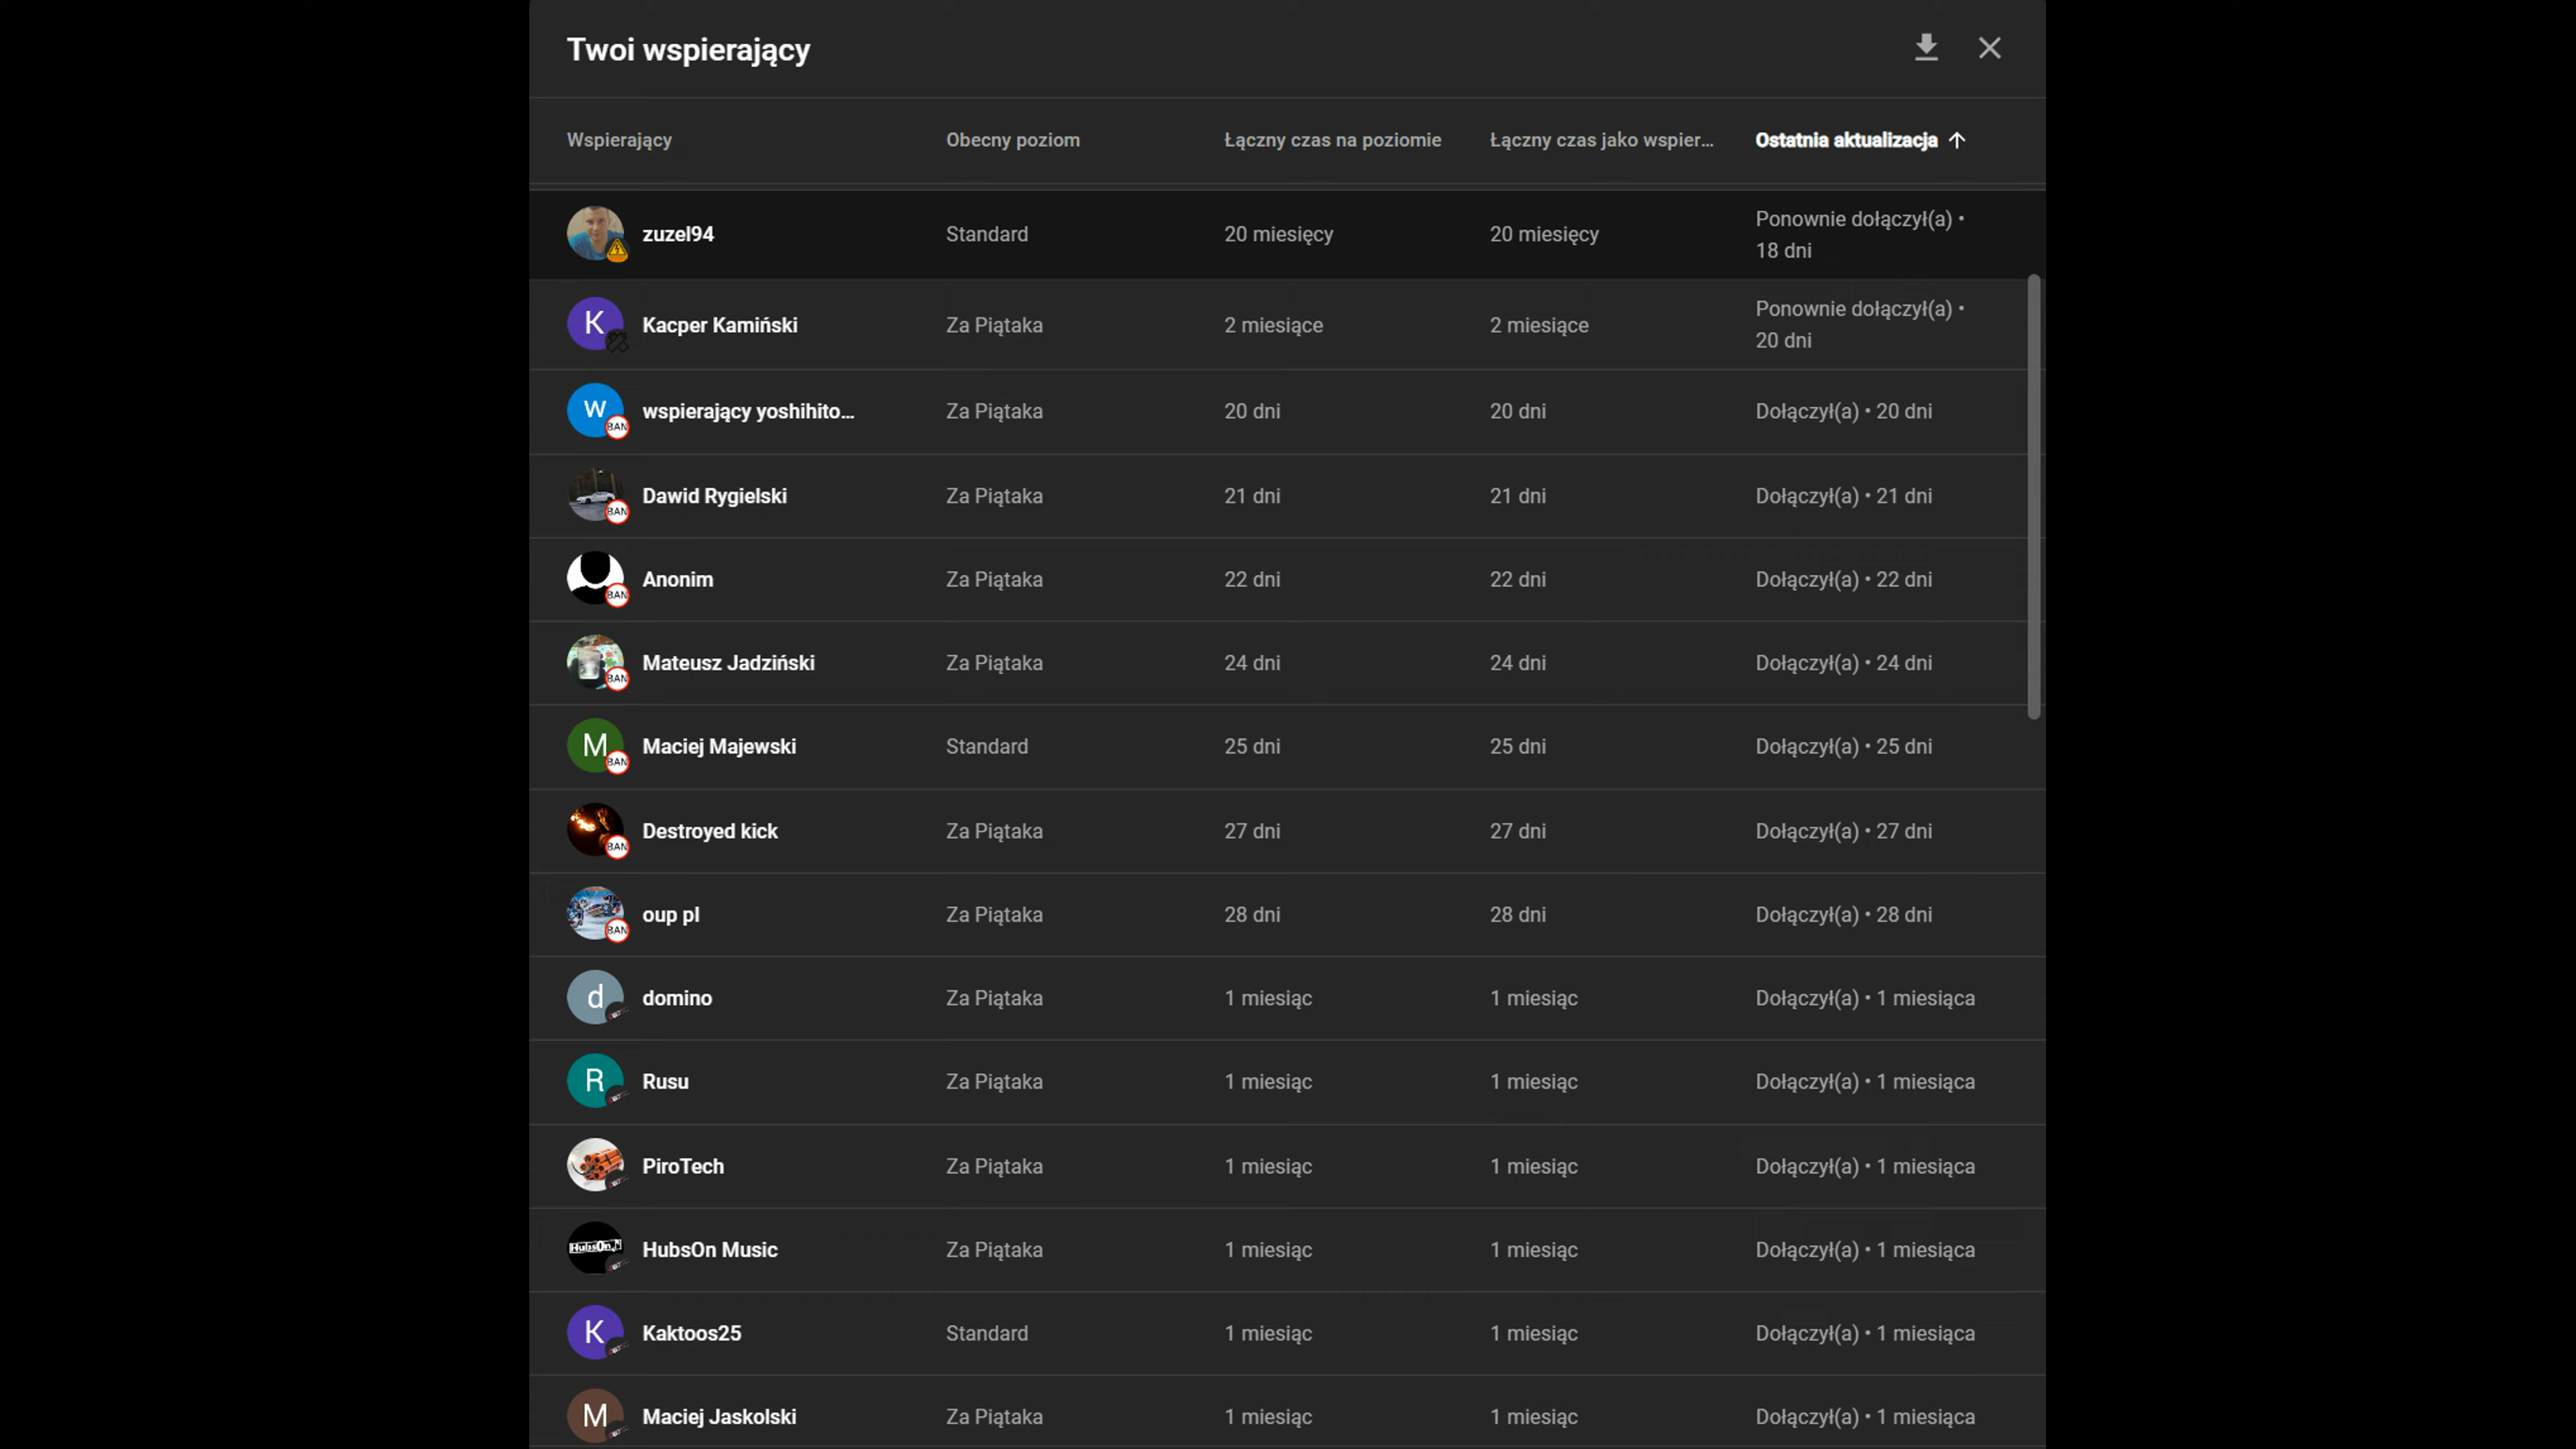 Twoi wspierający
Wspierający Obecny poziom Łączny czas na poziomie Łączny czas jako wspier... Ostatnia aktualizacja
zuzel94 Standard 20 miesięcy 20 miesięcy Ponownie dołączył(a) •
18 dni
K Kacper Kamiński Za Piątaka 2 miesiące 2 miesiące Ponownie dołączył(a) •
20 dni
w BAN wspierający yoshihito... Za Piątaka 20 dni 20 dni Dołączył(a) • 20 dni
BAN Dawid Rygielski Za Piątaka 21 dni 21 dni Dołączył(a) • 21 dni
BAN Anonim Za Piątaka 22 dni 22 dni Dołączył(a) • 22 dni
BAN Mateusz Jadziński Za Piątaka 24 dni 24 dni Dołączył(a) • 24 dni
M BAN Maciej Majewski Standard 25 dni 25 dni Dołączył(a) • 25 dni
BAN Destroyed kick Za Piątaka 27 dni 27 dni Dołączył(a) • 27 dni
BAN oup pl Za Piątaka 28 dni 28 dni Dołączył(a) • 28 dni
d domino Za Piątaka 1 miesiąc 1 miesiąc Dołączył(a) • 1 miesiąca
R Rusu Za Piątaka 1 miesiąc 1 miesiąc Dołączył(a) • 1 miesiąca
PiroTech Za Piątaka 1 miesiąc 1 miesiąc Dołączył(a) • 1 miesiąca
HubsOn HubsOn Music Za Piątaka 1 miesiąc 1 miesiąc Dołączył(a) • 1 miesiąca
K Kaktoos25 Standard 1 miesiąc 1 miesiąc Dołączył(a) • 1 miesiąca
M Maciej Jaskolski Za Piątaka 1 miesiąc 1 miesiąc Dołączył(a) • 1 miesiąca